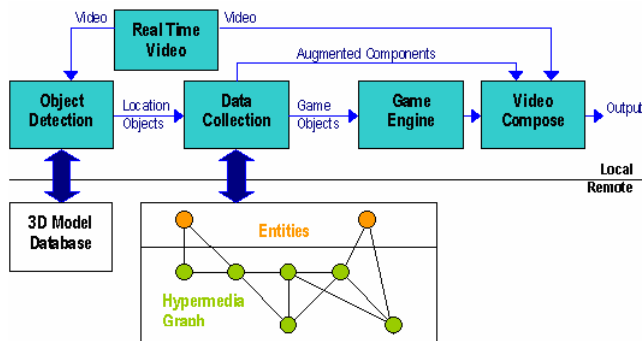 Video
Real Time
Video
Video
Augmented Components
Object
Detection
Location
Objects
Data
Collection
Game
Objects
Game
Engine
Video
Compose
Output
Local
Remote
3D Model
Database
Entities
Hypermedia
Graph